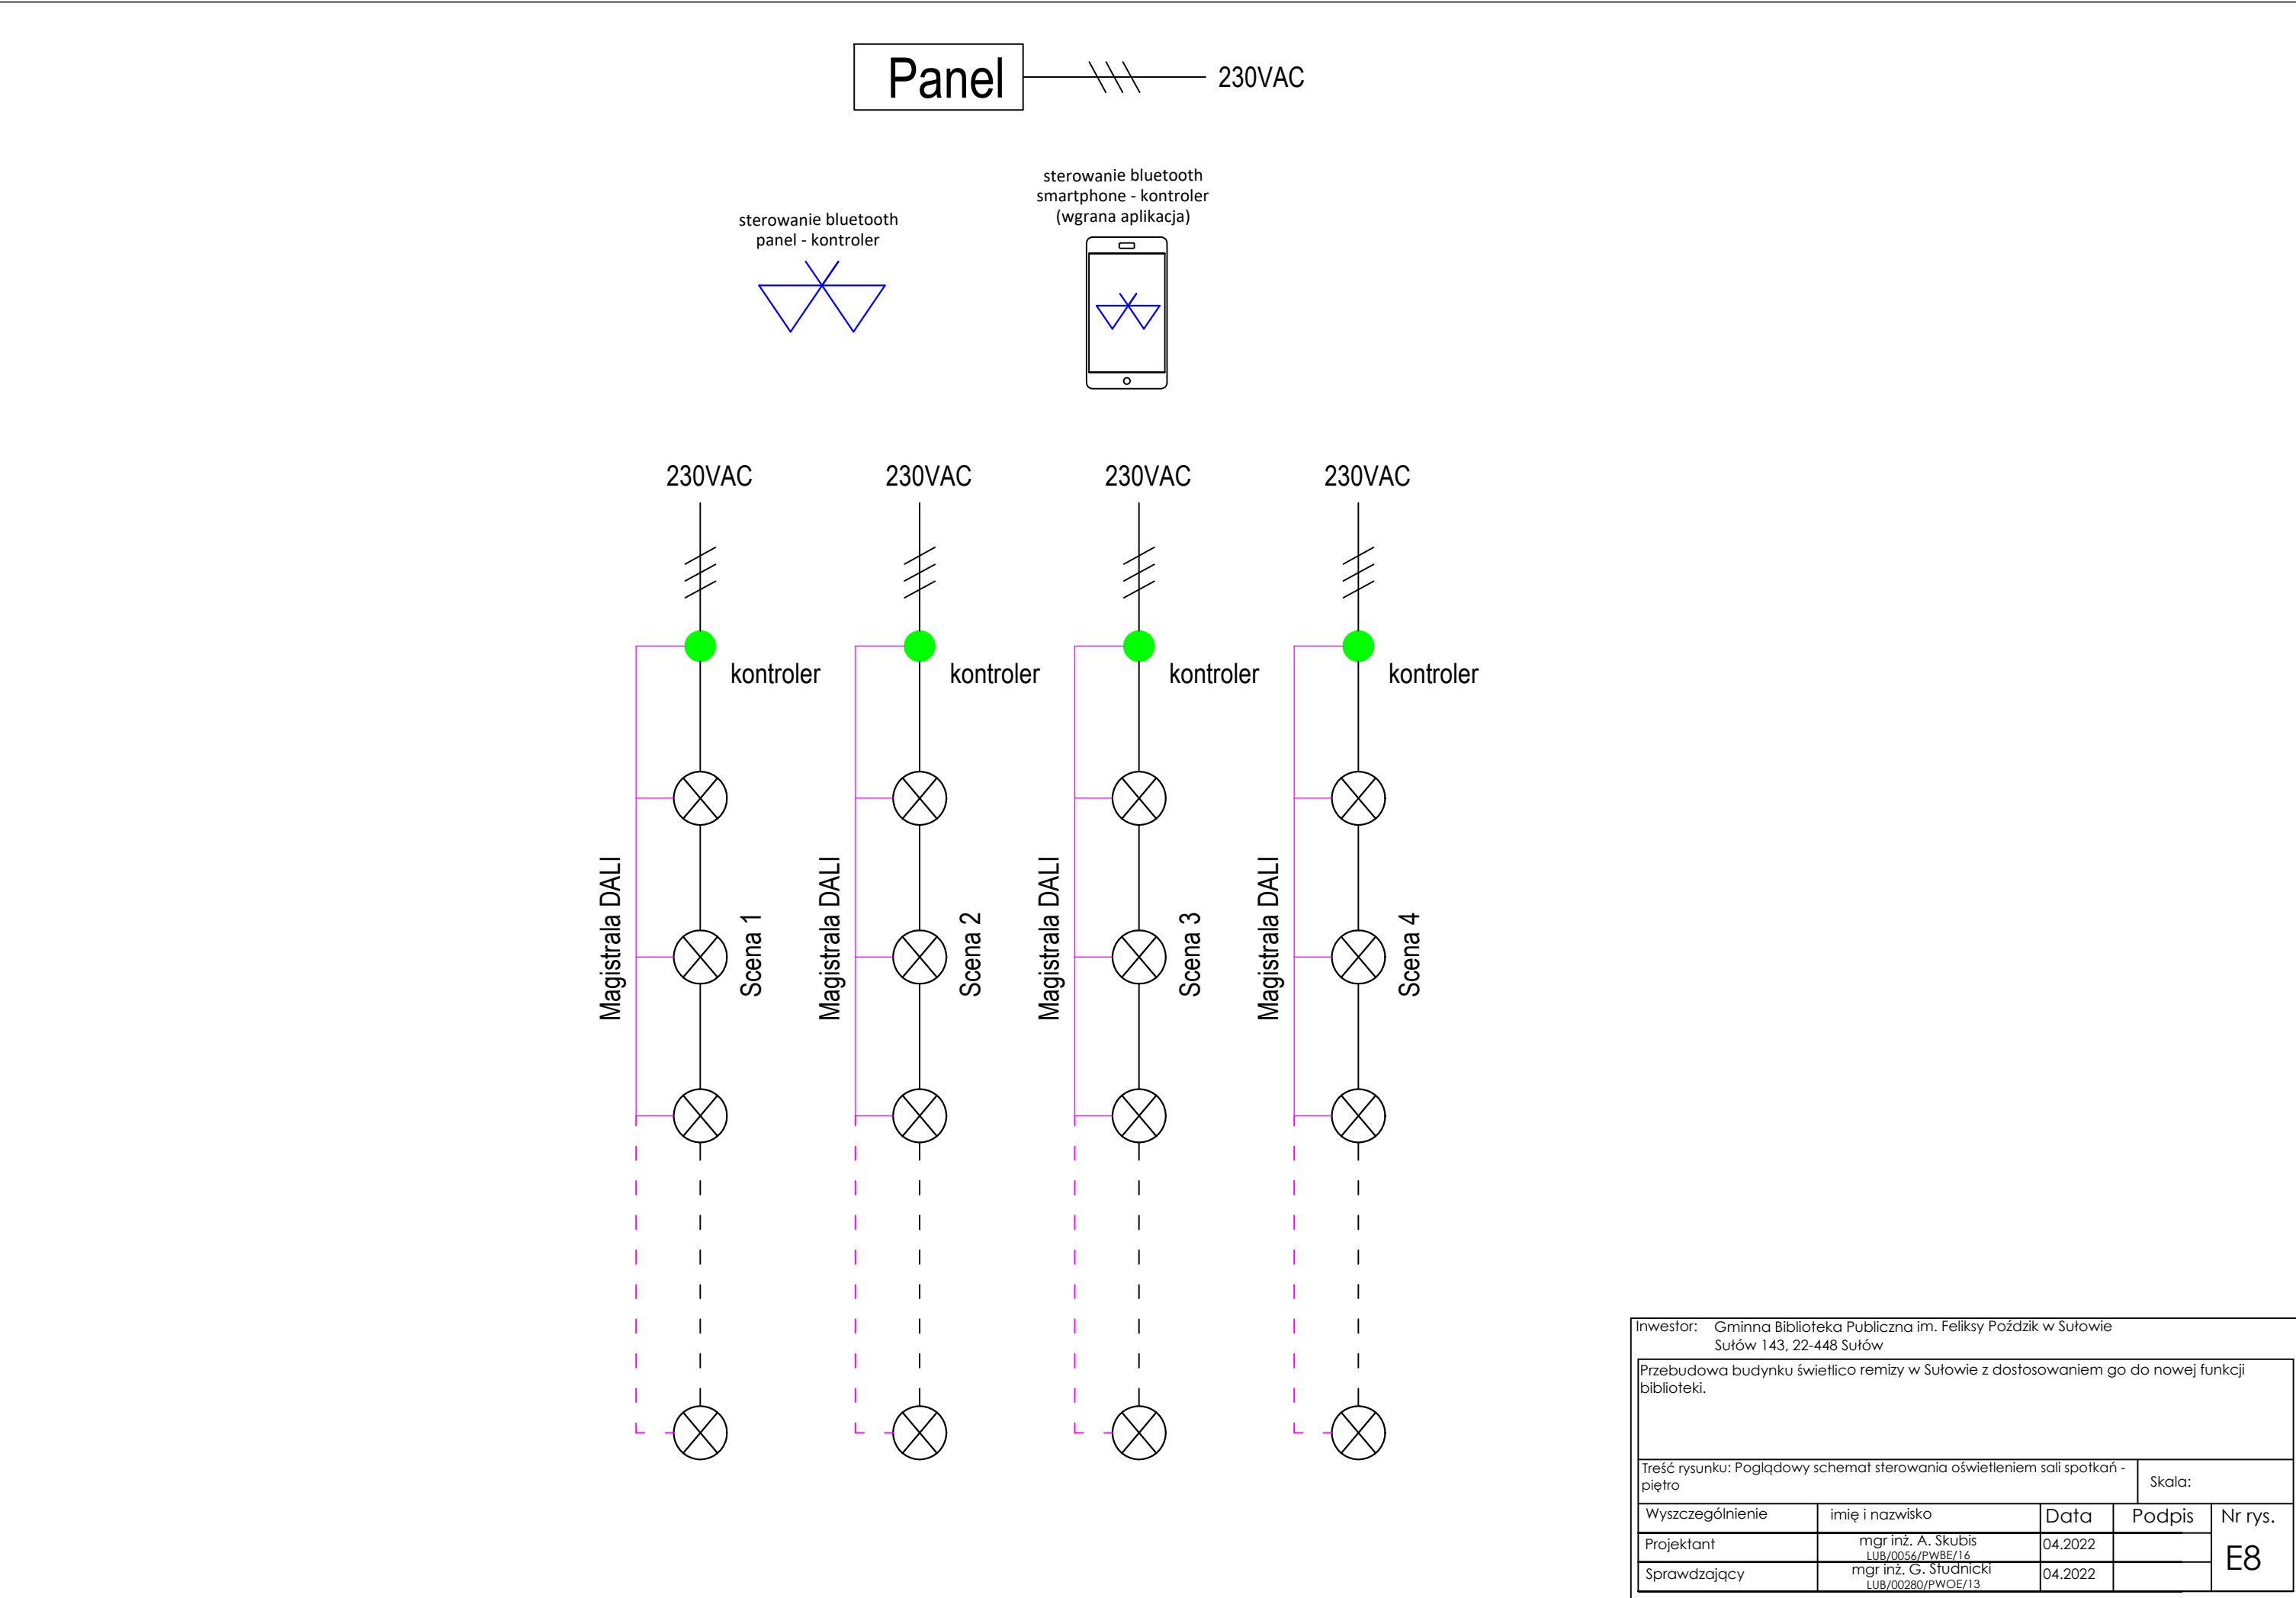 Panel
230VAC
sterowanie bluetooth
smartphone - kontroler
(wgrana aplikacja)
sterowanie bluetooth
panel - kontroler
230VAC
230VAC
230VAC
230VAC
kontroler
kontroler
kontroler
kontroler
Magistrala DALI
Scena 1
Magistrala DALI
Scena 2
Magistrala DALI
Scena 3
Magistrala DALI
Scena 4
Inwestor: Gminna Biblioteka Publiczna im. Feliksy Poździk w Sułowie
Sułów 143, 22-448 Sułów
Przebudowa budynku świetlico remizy w Sułowie z dostosowaniem go do nowej funkcji
biblioteki.
Treść rysunku: Poglądowy schemat sterowania oświetleniem sali spotkań -
piętro
Skala:
Wyszczególnienie imię i nazwisko Data Podpis Nr rys.
Projektant mgr inż. A. Skubis 04.2022
LUB/0056/PWBE/16
E8
Sprawdzający mgr inż. G. Studnicki 04.2022
LUB/00280/PWOE/13